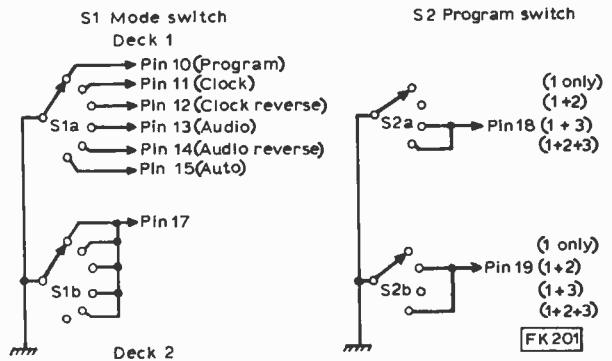 S1 Mode switch
Deck 1
Pin 10 (Program)
Pin 11 (Clock)
Pin 12 (Clock reverse)
S1a
Pin 13 (Audio)
Pin 14 (Audio reverse)
Pin 15 (Auto)
Pin 17
S1b
Deck 2
S2 Program switch
(1 only)
(1+2)
S2a
Pin 18 (1 + 3)
(1+2+3)
(1 only)
Pin 19 (1+2)
S2b
(1+3)
(1+2+3)
FK201